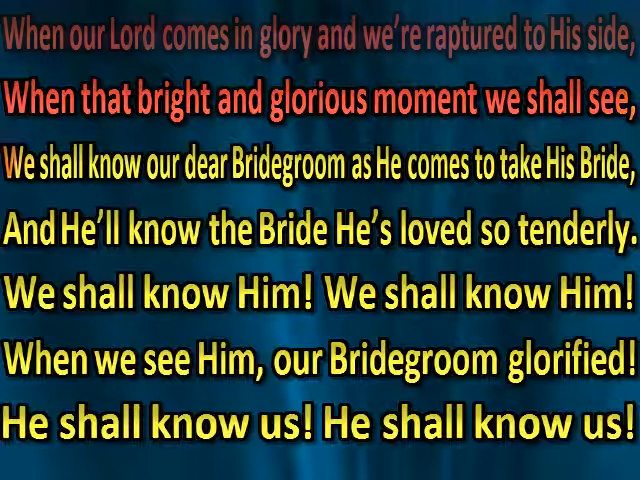 When our Lord comes in glory and we're raptured to His side,
When that bright and glorious moment we shall see,
We shall know our dear Bridegroom as He comes to take His Bride,
And He'll know the Bride He's loved so tenderly.
We shall know Him! We shall know Him!
When we see Him, our Bridegroom glorified!
He shall know us! He shall know us!